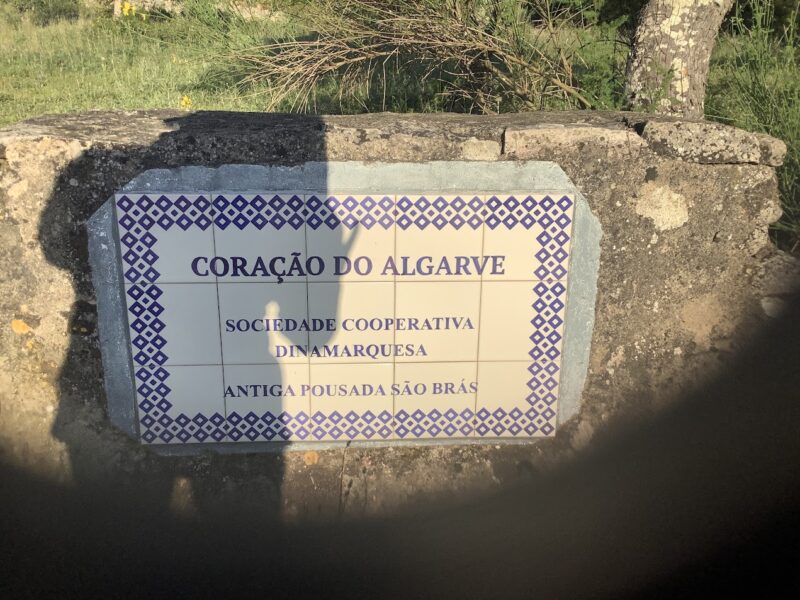 CORAÇÃO DO ALGARVE
SOCIEDADE COOPERATIVA
DINAMARQUESA
ANTIGA POUSADA SÃO BRÁS